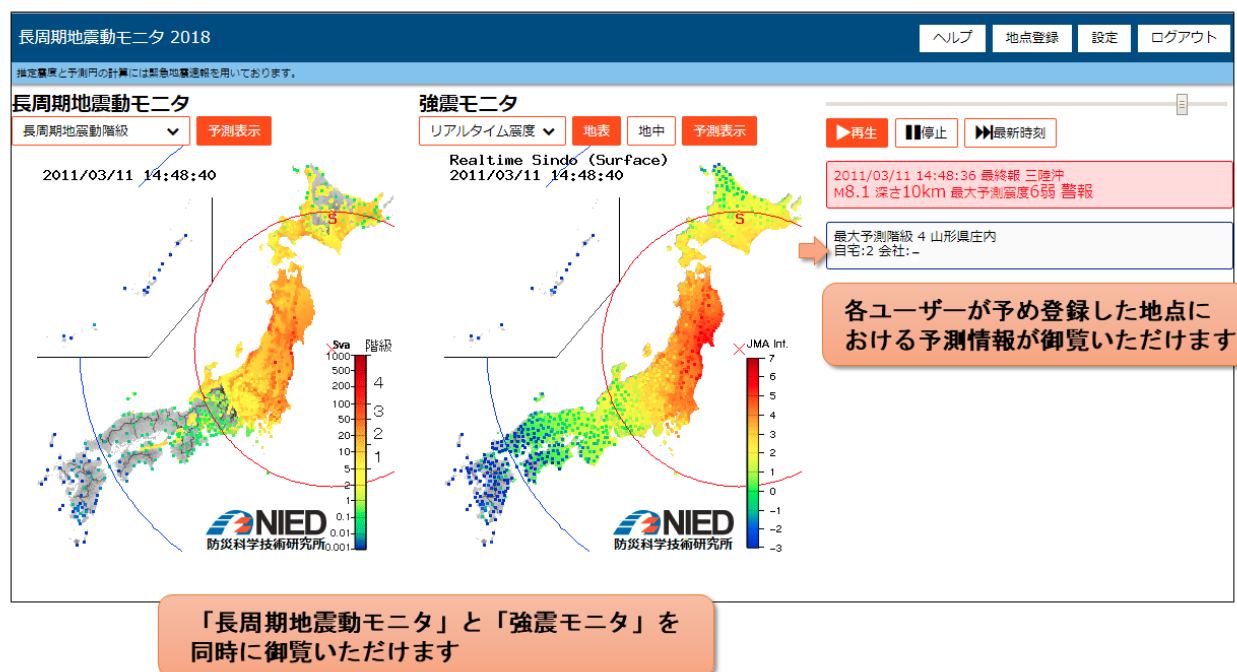 長周期地震動モニタ 2018
ヘルプ
地点登録
設定
ログアウト
推定震度と予測円の計算には緊急地震速報を用いております。
長周期地震動モニタ
長周期地震動階級
予測表示
2011/03/11 14:48:40
S
Sva 階級
1000
500
200
100
50
20
10
5
2
1
0.1
0.01
0.001
4
3
2
1
NIED
防災科学技術研究所
強震モニタ
リアルタイム震度
地表
地中
予測表示
Realtime Sindo (Surface)
2011/03/11 14:48:40
S
JMA Int.
7
6
5
4
3
2
1
0
-1
-2
-3
NIED
防災科学技術研究所
再生
停止
最新時刻
2011/03/11 14:48:36 最終報 三陸沖
M8.1 深さ10km 最大予測震度6弱 警報
最大予測階級 4 山形県庄内
自宅:2 会社:-
各ユーザーが予め登録した地点に
おける予測情報が御覧いただけます
「長周期地震動モニタ」と「強震モニタ」を
同時に御覧いただけます